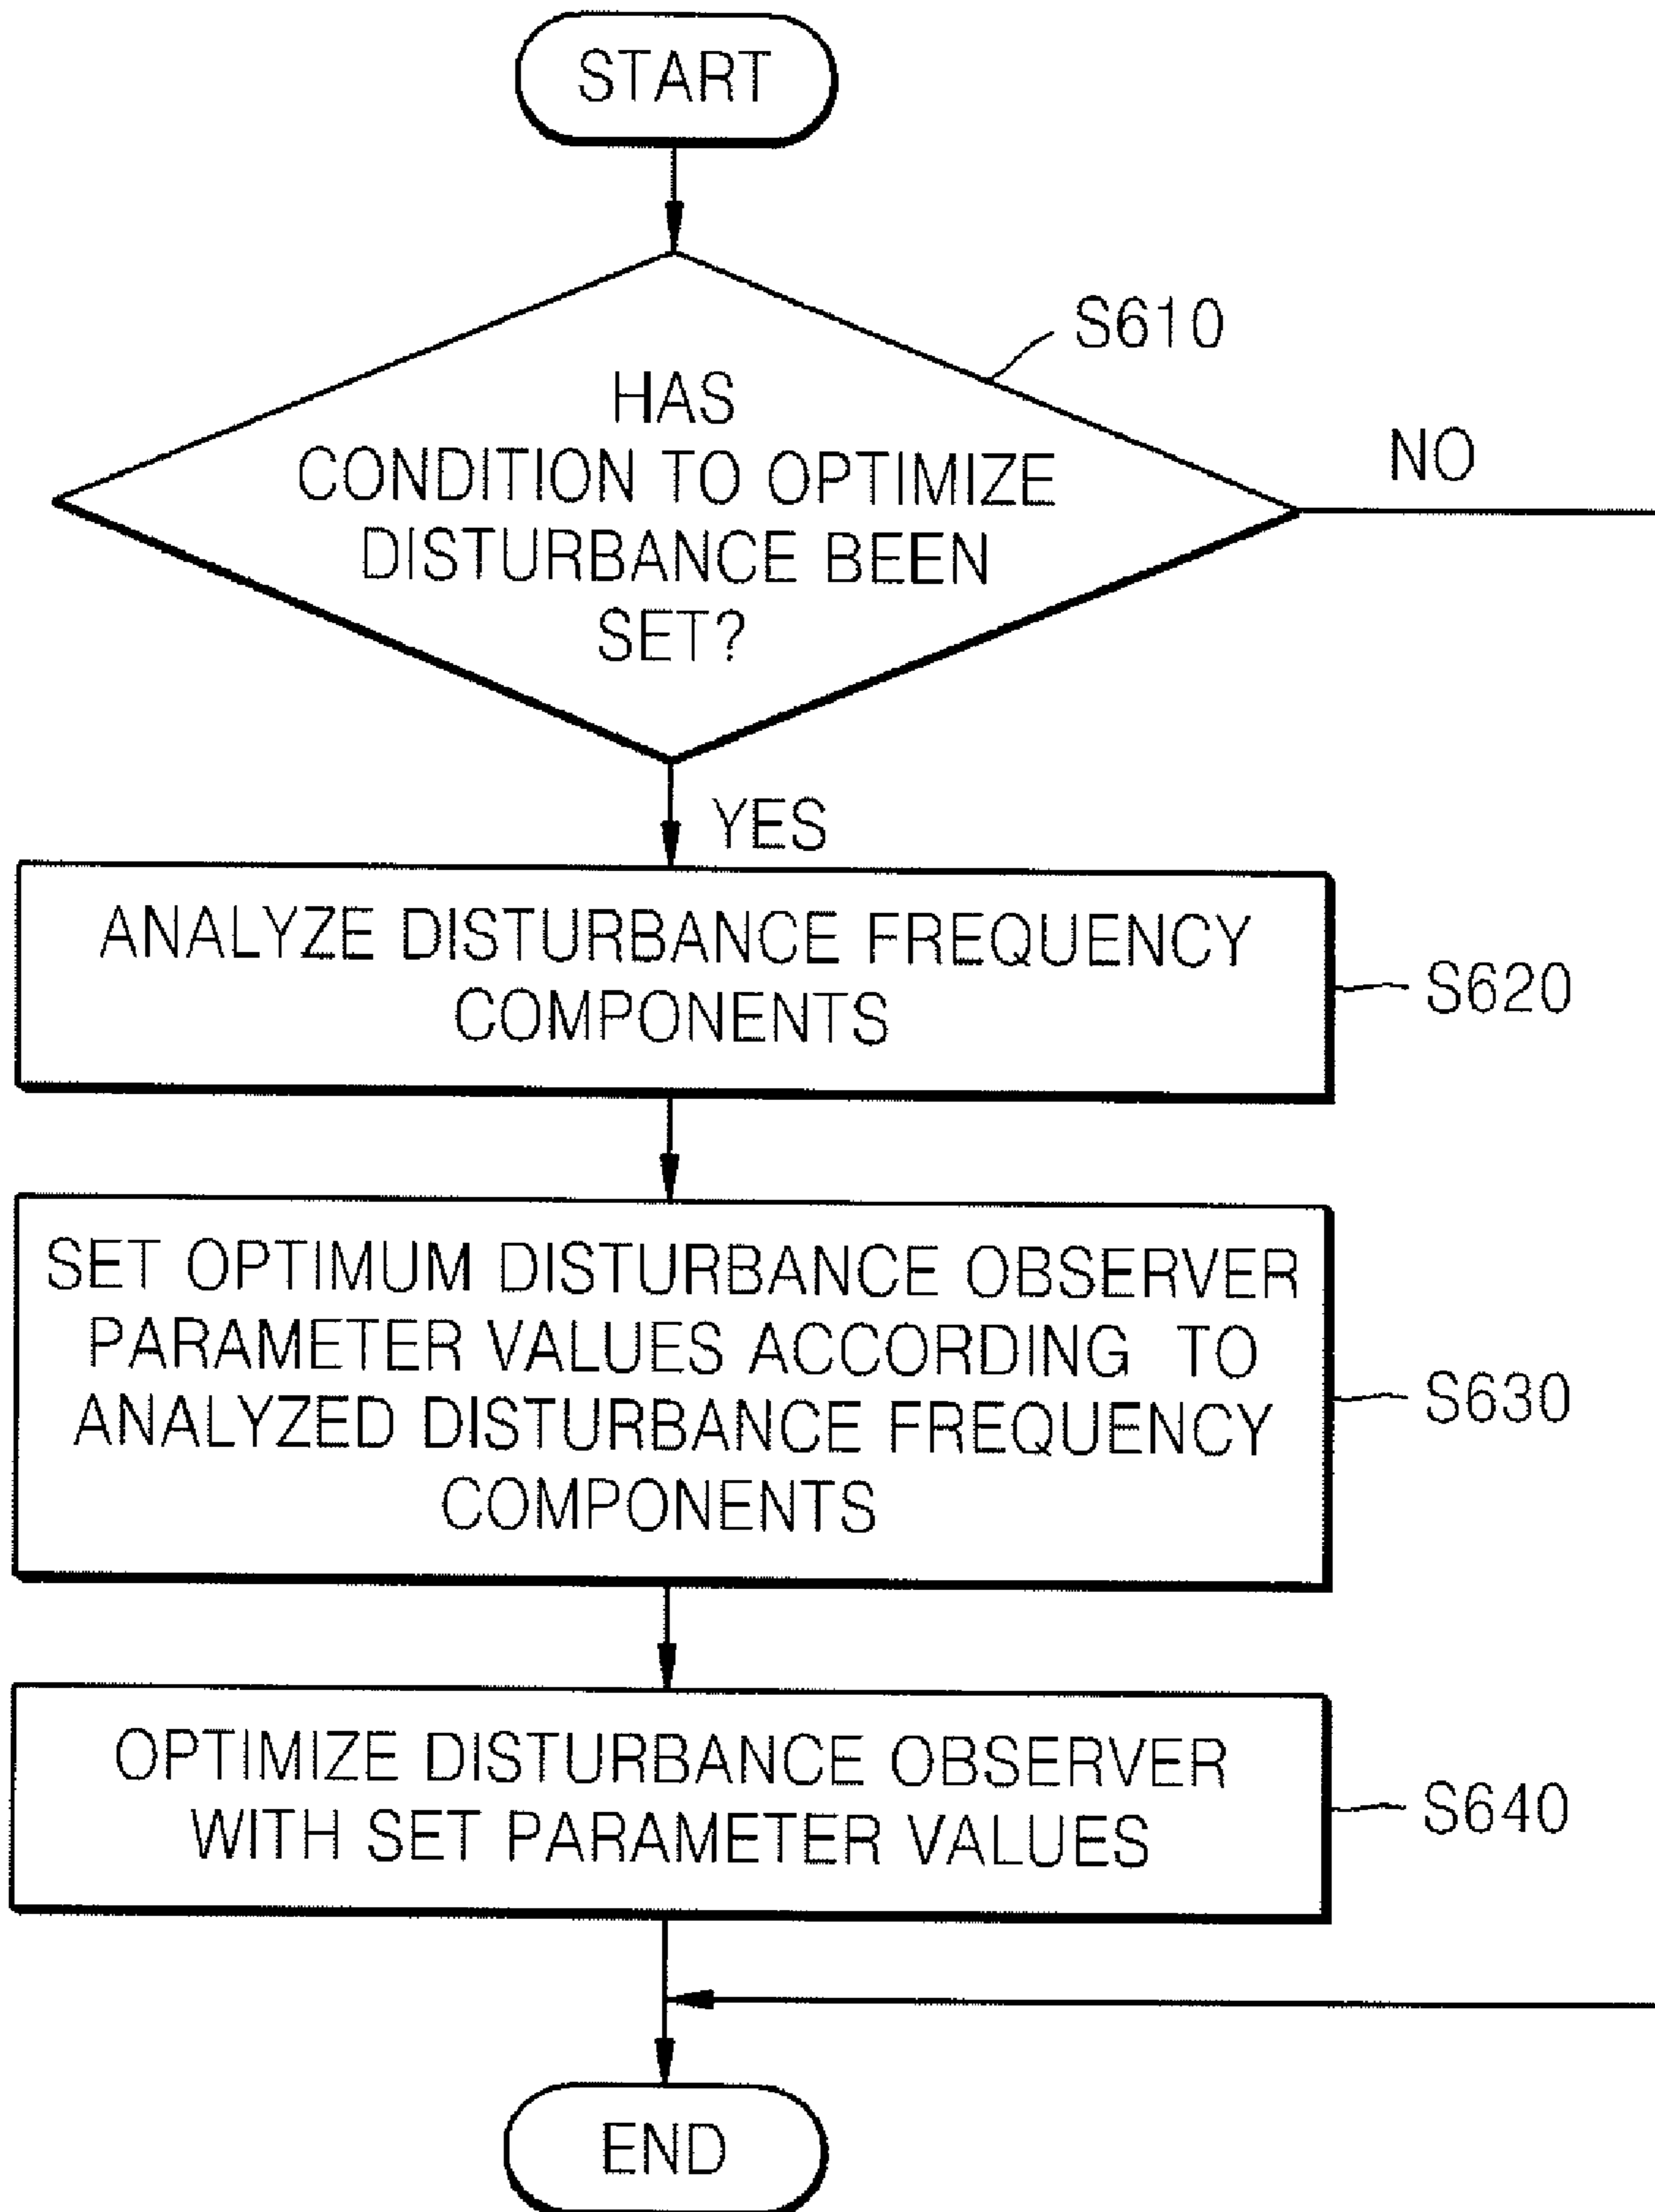 START
S610
HAS
CONDITION TO OPTIMIZE
DISTURBANCE BEEN
SET?
NO
YES
ANALYZE DISTURBANCE FREQUENCY
COMPONENTS
S620
SET OPTIMUM DISTURBANCE OBSERVER
PARAMETER VALUES ACCORDING TO
ANALYZED DISTURBANCE FREQUENCY
COMPONENTS
S630
OPTIMIZE DISTURBANCE OBSERVER
WITH SET PARAMETER VALUES
S640
END